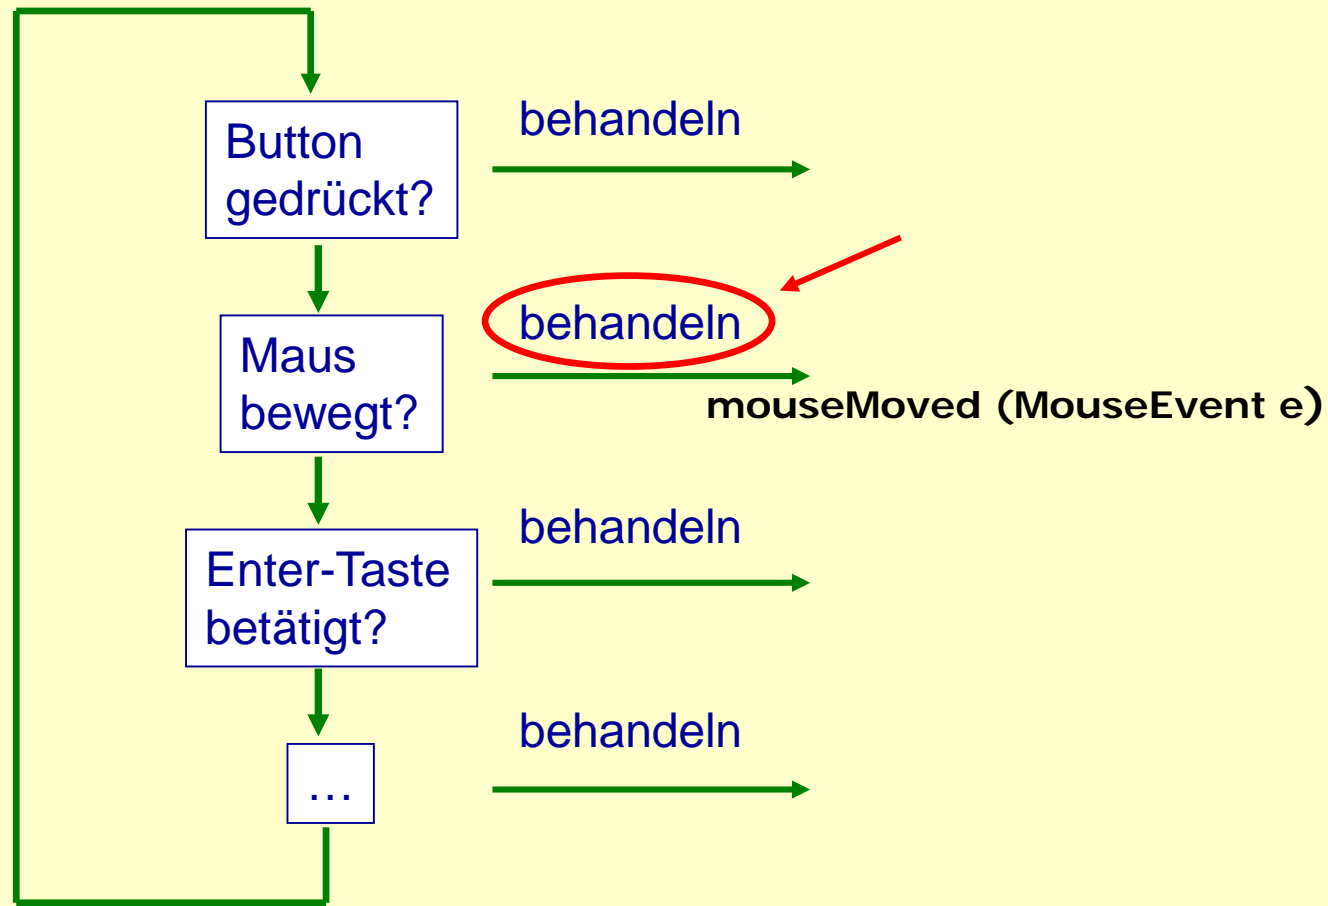 Button
gedrückt?
behandeln
Maus
bewegt?
behandeln
mouseMoved (MouseEvent e)
Enter-Taste
betätigt?
behandeln
...
behandeln